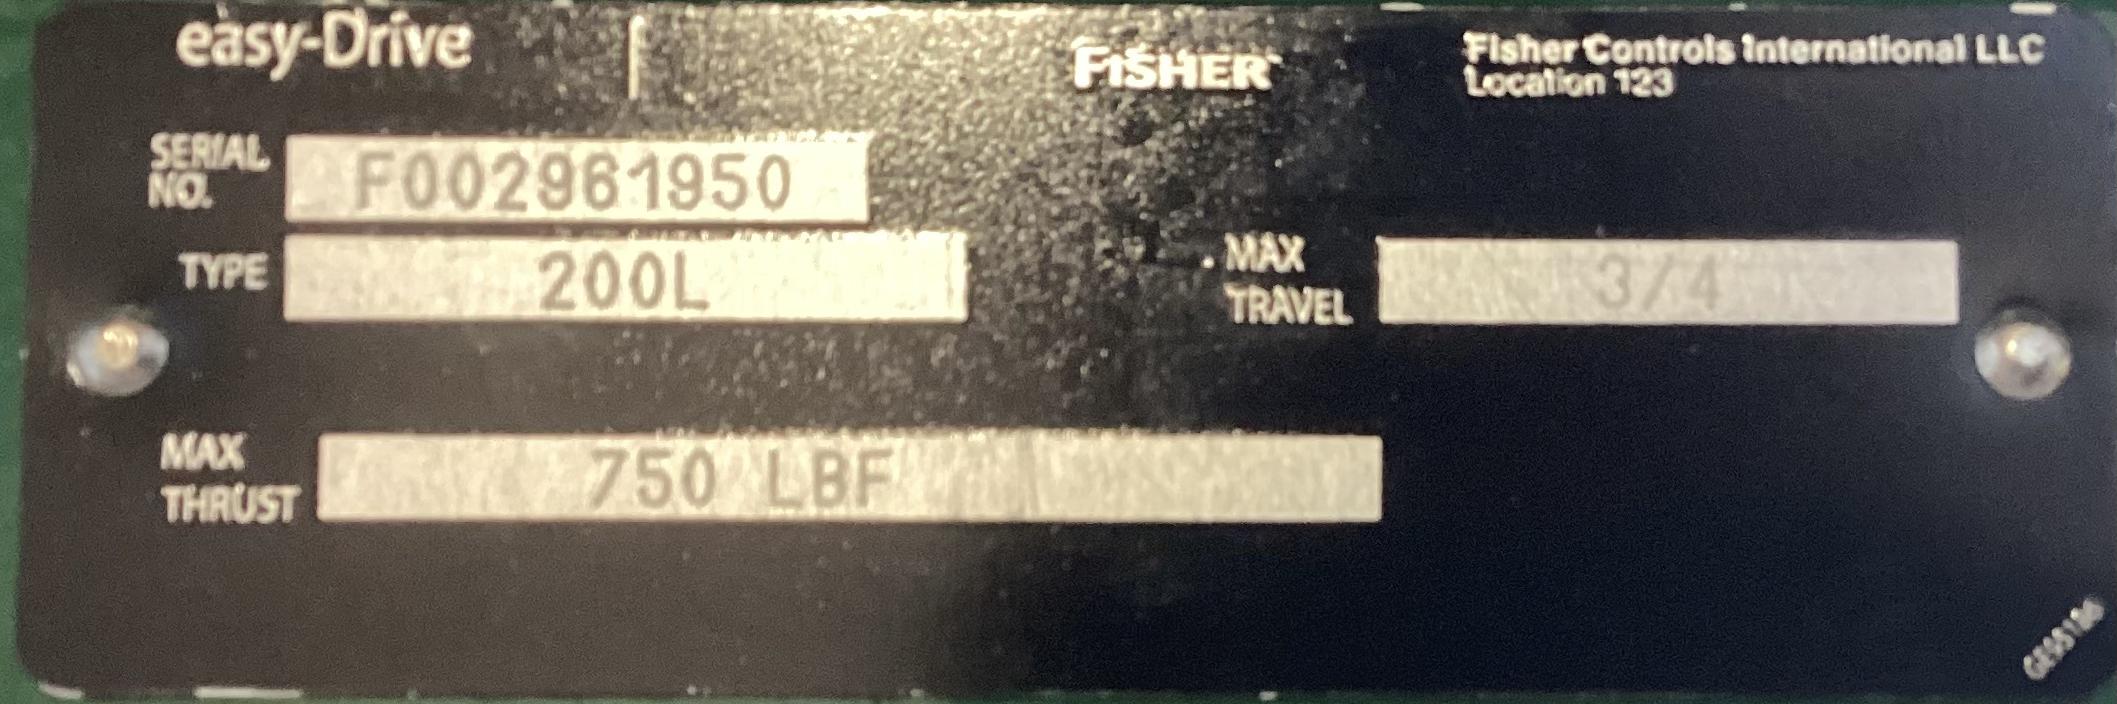 easy-Drive
FISHER
Fisher Controls International LLC
Location 123
SERIAL
NO.
F002961950
TYPE
200L
MAX
TRAVEL
3/4
MAX
THRUST
750 LBF